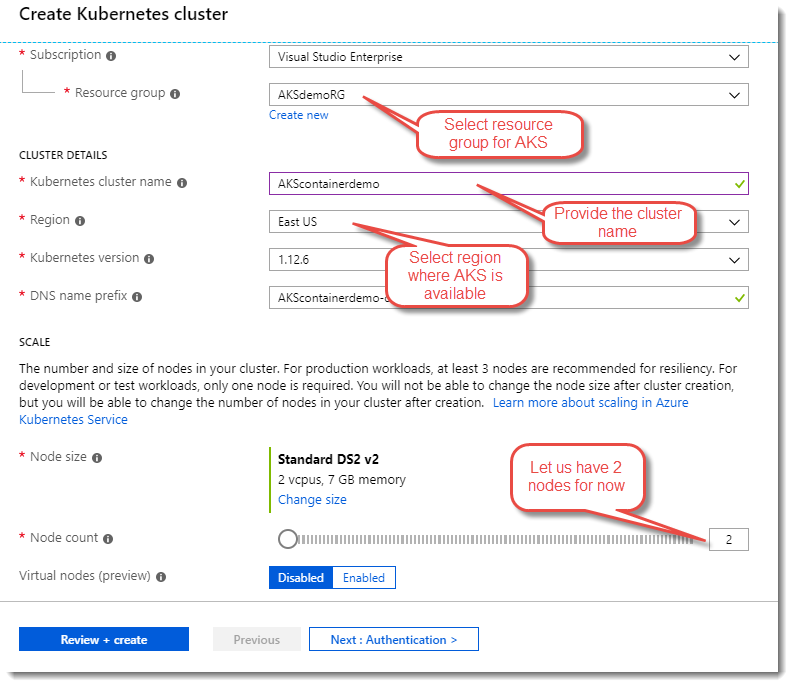 Create Kubernetes cluster
* Subscription
Visual Studio Enterprise
* Resource group
AKSdemoRG
Create new
Select resource
group for AKS
CLUSTER DETAILS
* Kubernetes cluster name
AKScontainerdemo
Provide the cluster
name
* Region
East US
Select region
where AKS is
available
* Kubernetes version
1.12.6
* DNS name prefix
AKScontainerdemo-
SCALE
The number and size of nodes in your cluster. For production workloads, at least 3 nodes are recommended for resiliency. For
development or test workloads, only one node is required. You will not be able to change the node size after cluster creation,
but you will be able to change the number of nodes in your cluster after creation. Learn more about scaling in Azure
Kubernetes Service
* Node size
Standard DS2 v2
2 vcpus, 7 GB memory
Change size
Let us have 2
nodes for now
* Node count
2
Virtual nodes (preview)
Disabled
Enabled
Review + create
Previous
Next : Authentication >